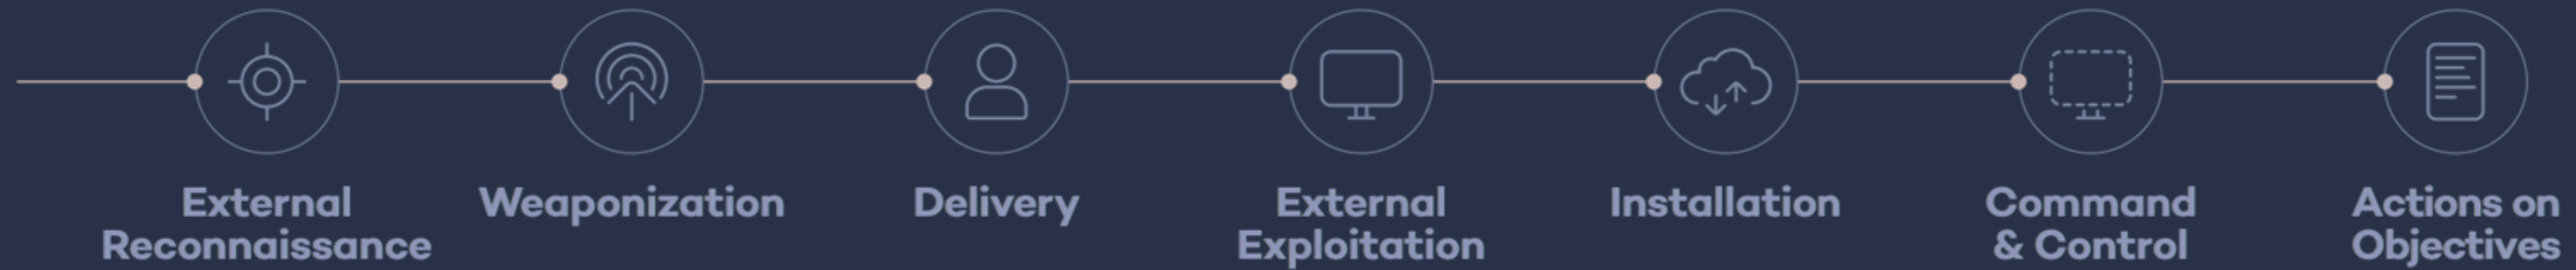 External
Reconnaissance
Weaponization
Delivery
External
Exploitation
Installation
Command
& Control
Actions on
Objectives